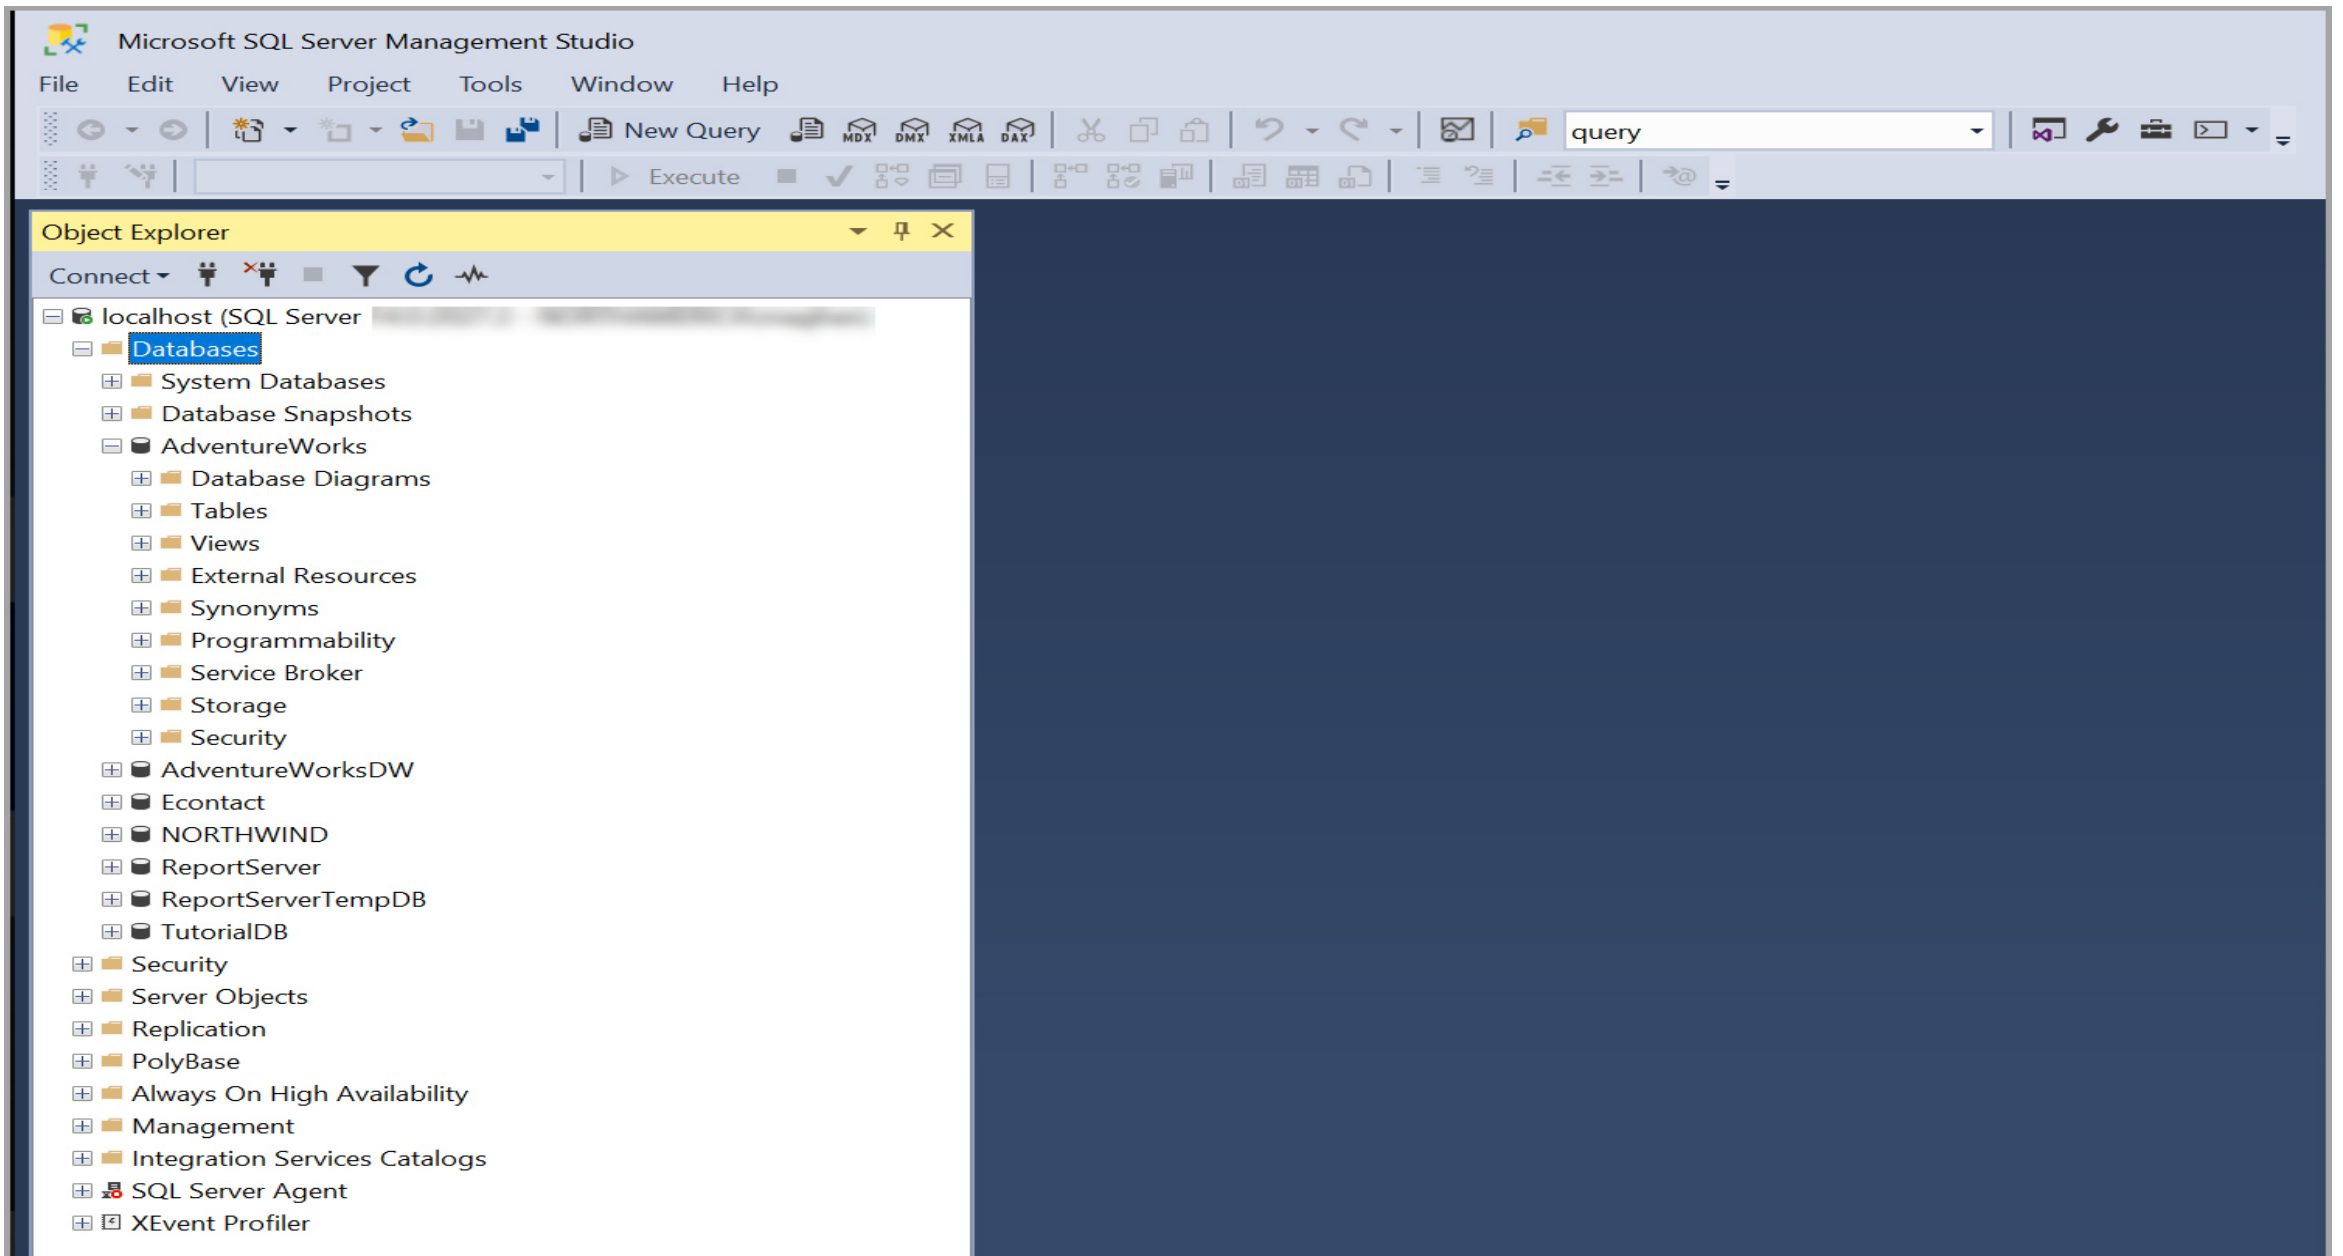 Microsoft SQL Server Management Studio
File Edit View Project Tools Window Help
New Query MDX DMX XMLA DAX query
Execute
Object Explorer
Connect
localhost (SQL Server
Databases
System Databases
Database Snapshots
AdventureWorks
Database Diagrams
Tables
Views
External Resources
Synonyms
Programmability
Service Broker
Storage
Security
AdventureWorksDW
Econtact
NORTHWIND
ReportServer
ReportServerTempDB
TutorialDB
Security
Server Objects
Replication
PolyBase
Always On High Availability
Management
Integration Services Catalogs
SQL Server Agent
XEvent Profiler